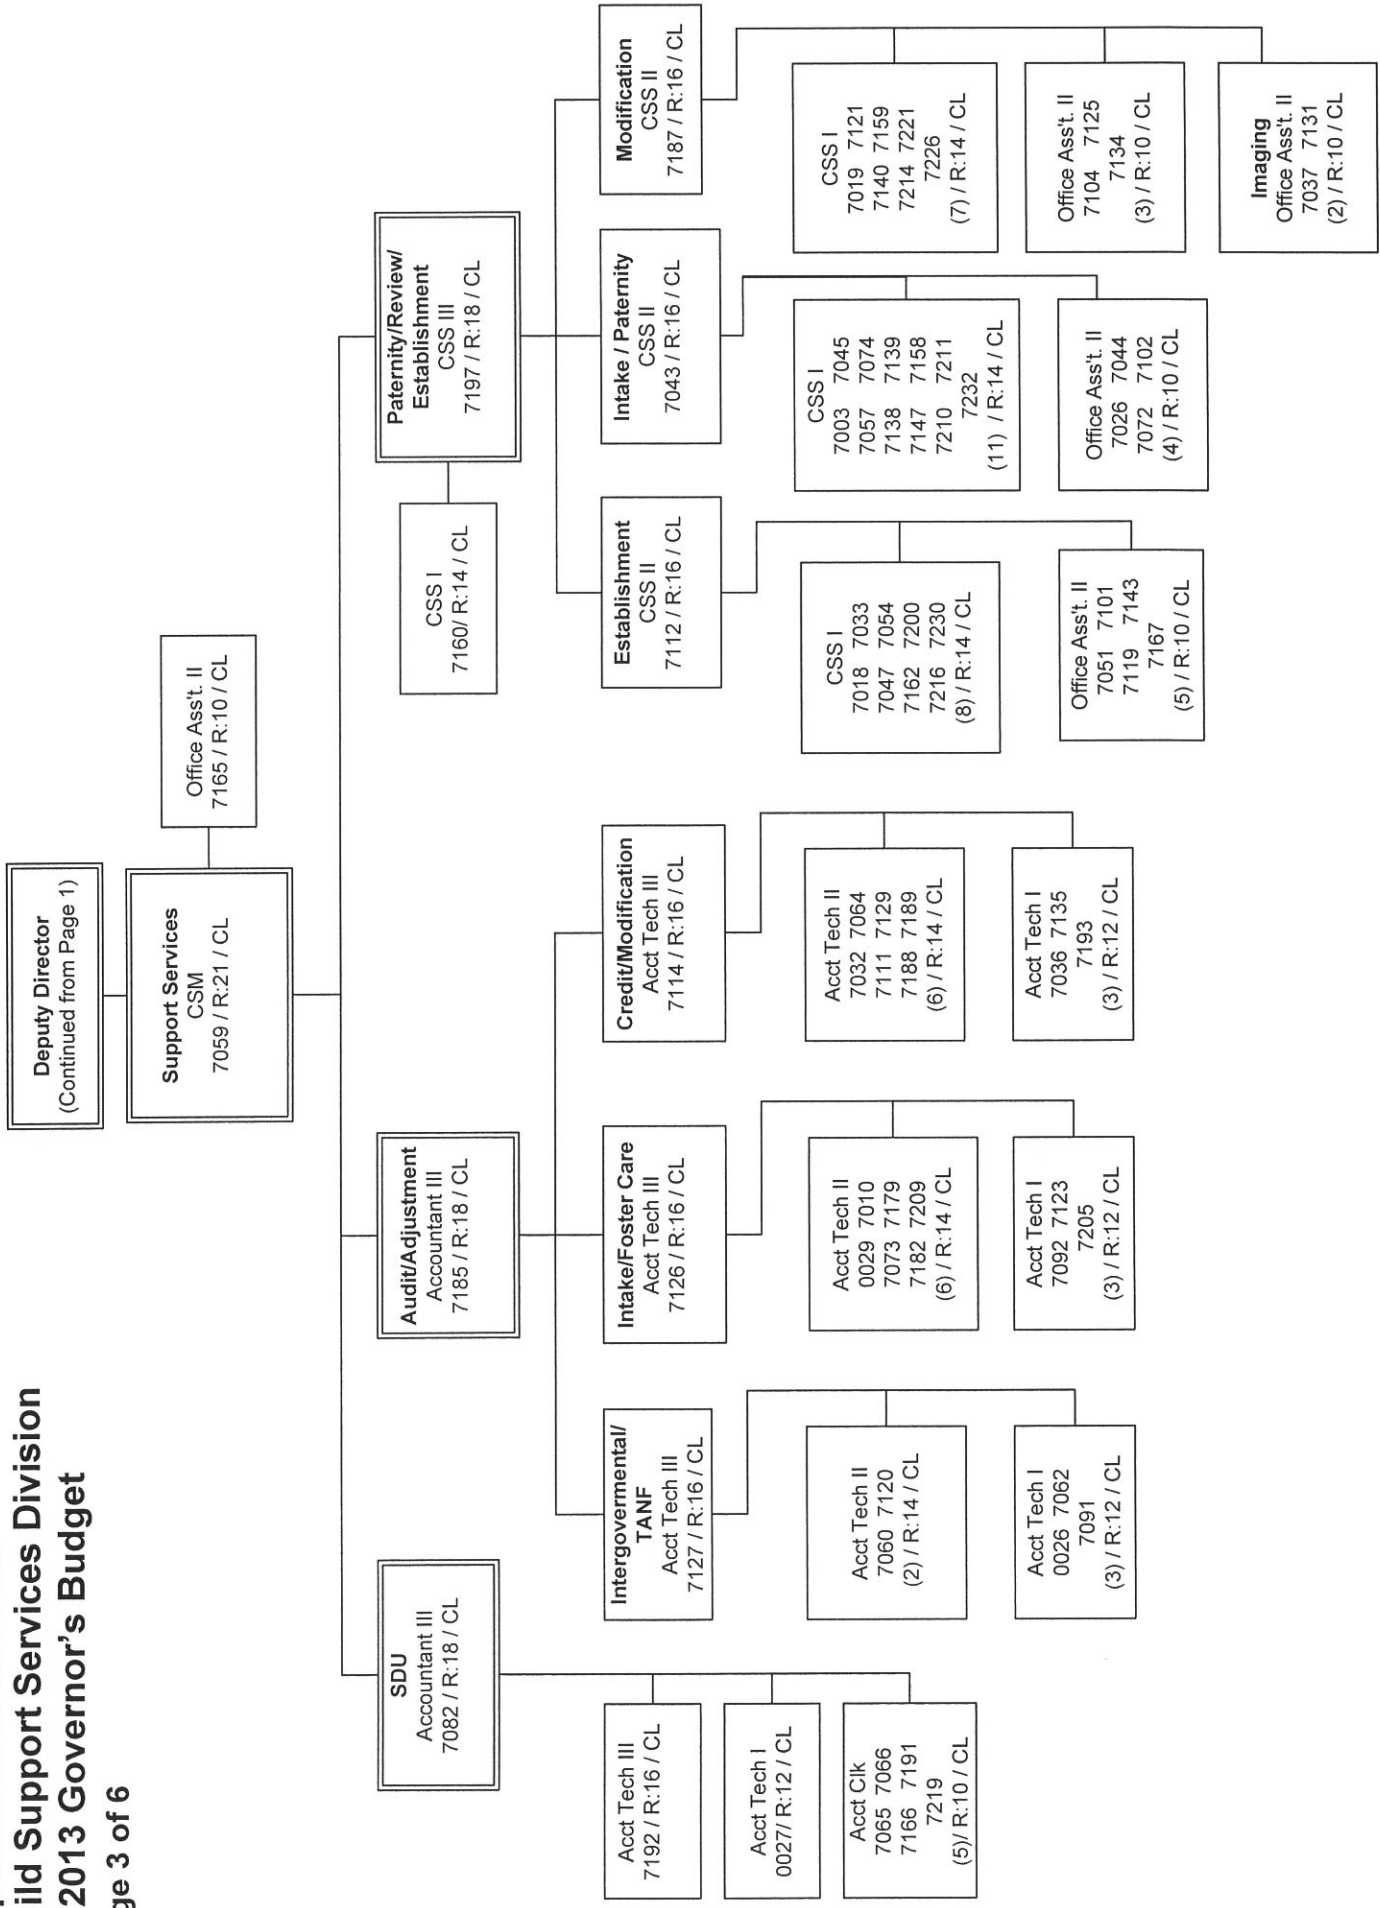 ild Support Services Division
2013 Governor's Budget
ge 3 of 6
Deputy Director
(Continued from Page 1)
Support Services
CSM
7059 / R:21 / CL
Office Ass't. II
7165 / R:10 / CL
SDU
Accountant III
7082 / R:18 / CL
Acct Tech III
7192 / R:16 / CL
Acct Tech I
0027/ R:12 / CL
Acct Clk
7065 7066
7166 7191
7219
(5)/ R:10 / CL
Audit/Adjustment
Accountant III
7185 / R:18 / CL
Intergovermental/
TANF
Acct Tech III
7127 / R:16 / CL
Acct Tech II
7060 7120
(2) / R:14 / CL
Acct Tech I
0026 7062
7091
(3) / R:12 / CL
Intake/Foster Care
Acct Tech III
7126 / R:16 / CL
Acct Tech II
0029 7010
7073 7179
7182 7209
(6) / R:14 / CL
Acct Tech I
7092 7123
7205
(3) / R:12 / CL
Credit/Modification
Acct Tech III
7114 / R:16 / CL
Acct Tech II
7032 7064
7111 7129
7188 7189
(6) / R:14 / CL
Acct Tech I
7036 7135
7193
(3) / R:12 / CL
Paternity/Review/
Establishment
CSS III
7197 / R:18 / CL
CSS I
7160/ R:14 / CL
Establishment
CSS II
7112 / R:16 / CL
CSS I
7018 7033
7047 7054
7162 7200
7216 7230
(8) / R:14 / CL
Office Ass't. II
7051 7101
7119 7143
7167
(5) / R:10 / CL
Intake / Paternity
CSS II
7043 / R:16 / CL
CSS I
7003 7045
7057 7074
7138 7139
7147 7158
7210 7211
7232
(11) / R:14 / CL
Office Ass't. II
7026 7044
7072 7102
(4) / R:10 / CL
Modification
CSS II
7187 / R:16 / CL
CSS I
7019 7121
7140 7159
7214 7221
7226
(7) / R:14 / CL
Office Ass't. II
7104 7125
7134
(3) / R:10 / CL
Imaging
Office Ass't. II
7037 7131
(2) / R:10 / CL